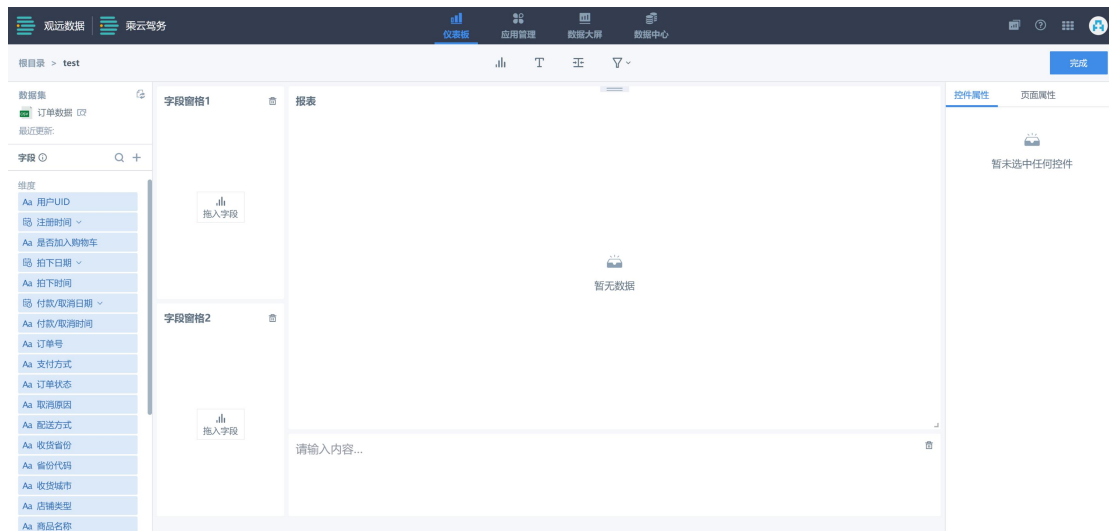 观远数据
乘云驾务
仪表板
应用管理
数据大屏
数据中心
根目录 > test
完成
数据集
订单数据
最近更新:
字段
维度
Aa 用户UID
注册时间
Aa 是否加入购物车
拍下日期
Aa 拍下时间
付款/取消日期
Aa 付款/取消时间
Aa 订单号
Aa 支付方式
Aa 订单状态
Aa 取消原因
Aa 配送方式
Aa 收货省份
Aa 省份代码
Aa 收货城市
Aa 店铺类型
Aa 商品名称
字段窗格1
拖入字段
字段窗格2
拖入字段
报表
暂无数据
请输入内容...
控件属性
页面属性
暂未选中任何控件